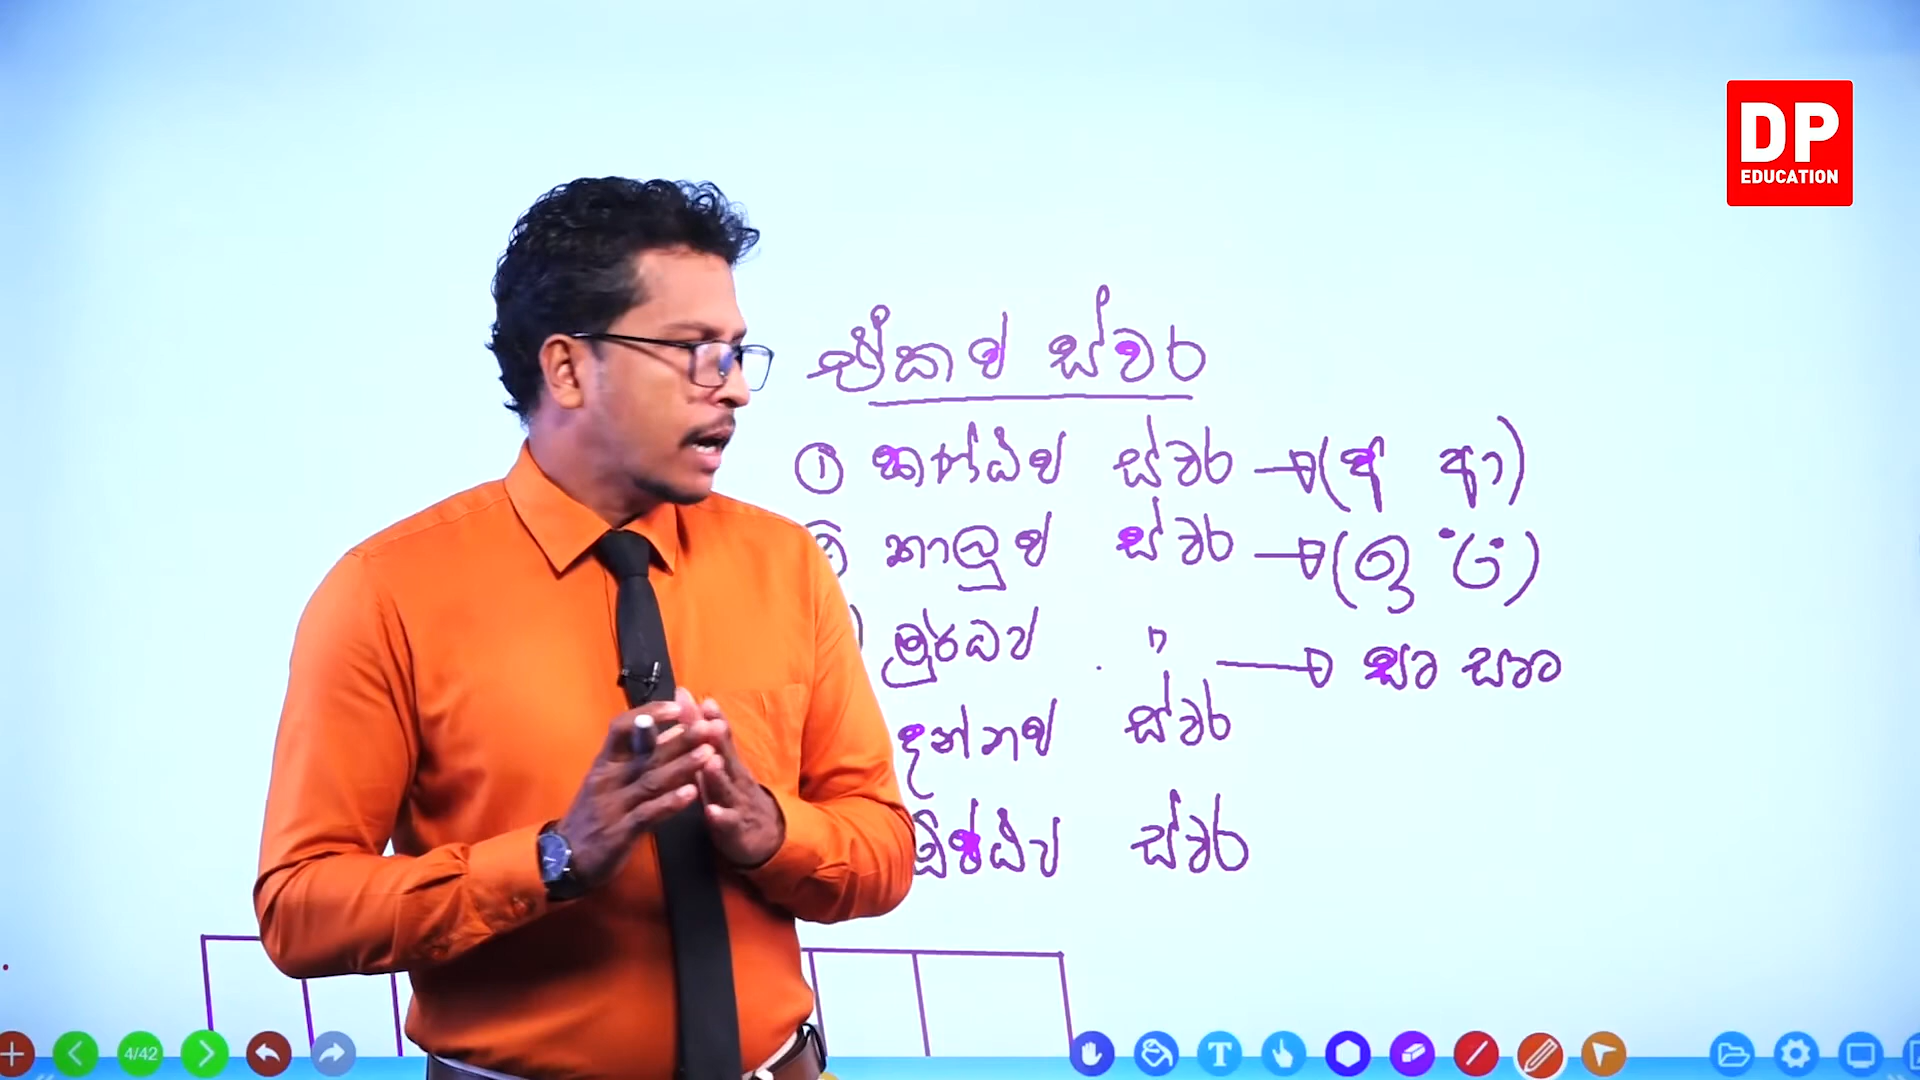 DP
EDUCATION
ඒකජ ස්වර
① කණ්ඨජ ස්වර → (අ ආ)
තාලුජ ස්වර → (ඉ ඊ)
මූර්ධජ " → සෘ සෲ
දන්තජ ස්වර
ඕෂ්ඨජ ස්වර
4/42
T